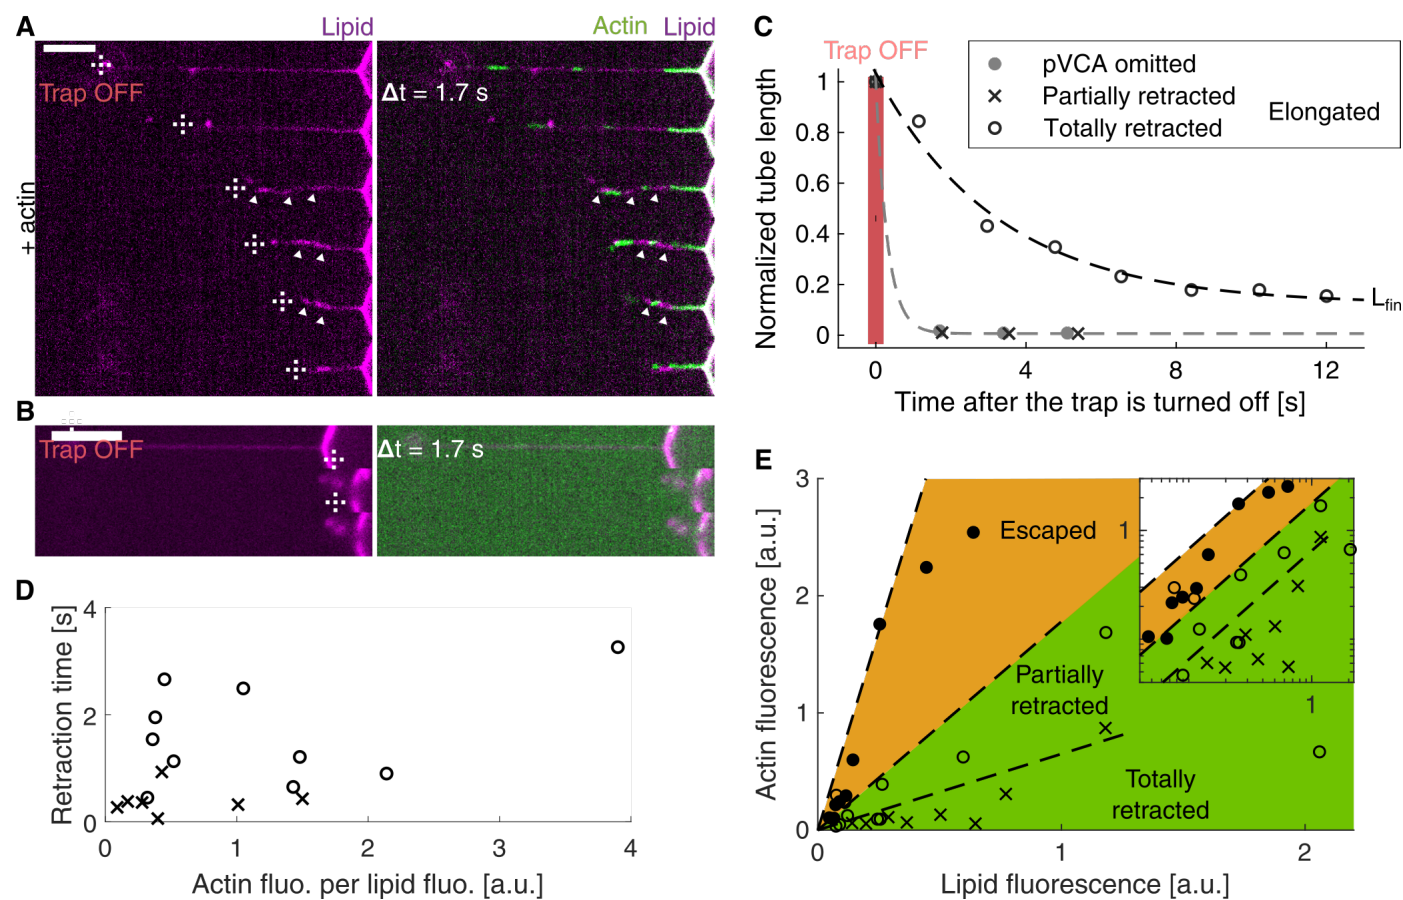 A
Lipid
Actin
Lipid
Trap OFF
Δt = 1.7 s
+ actin
B
Trap OFF
Δt = 1.7 s
C
Trap OFF
pVCA omitted
Partially retracted
Totally retracted
Elongated
Normalized tube length
1
0.8
0.6
0.4
0.2
0
L_fin
0 4 8 12
Time after the trap is turned off [s]
D
Retraction time [s]
4
2
0
0 1 2 3 4
Actin fluo. per lipid fluo. [a.u.]
E
Actin fluorescence [a.u.]
3
2
1
0
Escaped
1
1
Partially
retracted
Totally
retracted
0 1 2
Lipid fluorescence [a.u.]